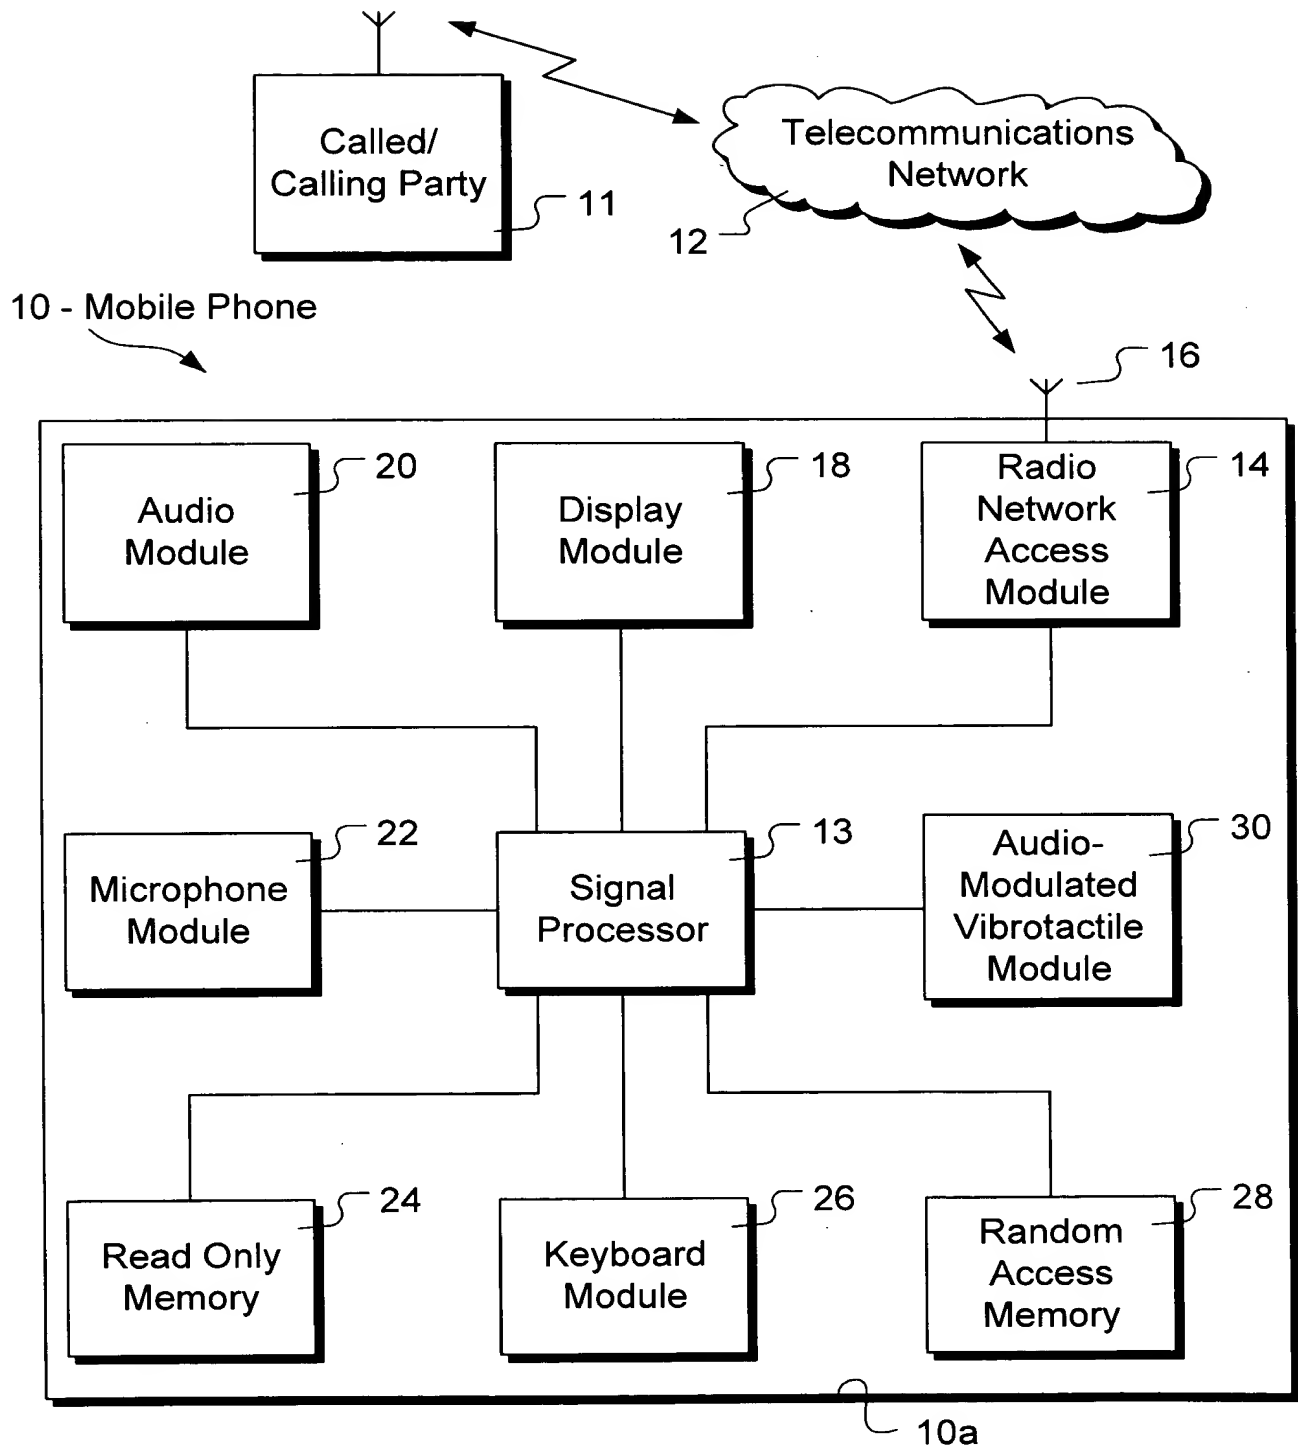 Called/
Calling Party
11
Telecommunications
Network
12
10 - Mobile Phone
16
Audio
Module
20
Display
Module
18
Radio
Network
Access
Module
14
Microphone
Module
22
Signal
Processor
13
Audio-
Modulated
Vibrotactile
Module
30
Read Only
Memory
24
Keyboard
Module
26
Random
Access
Memory
28
10a